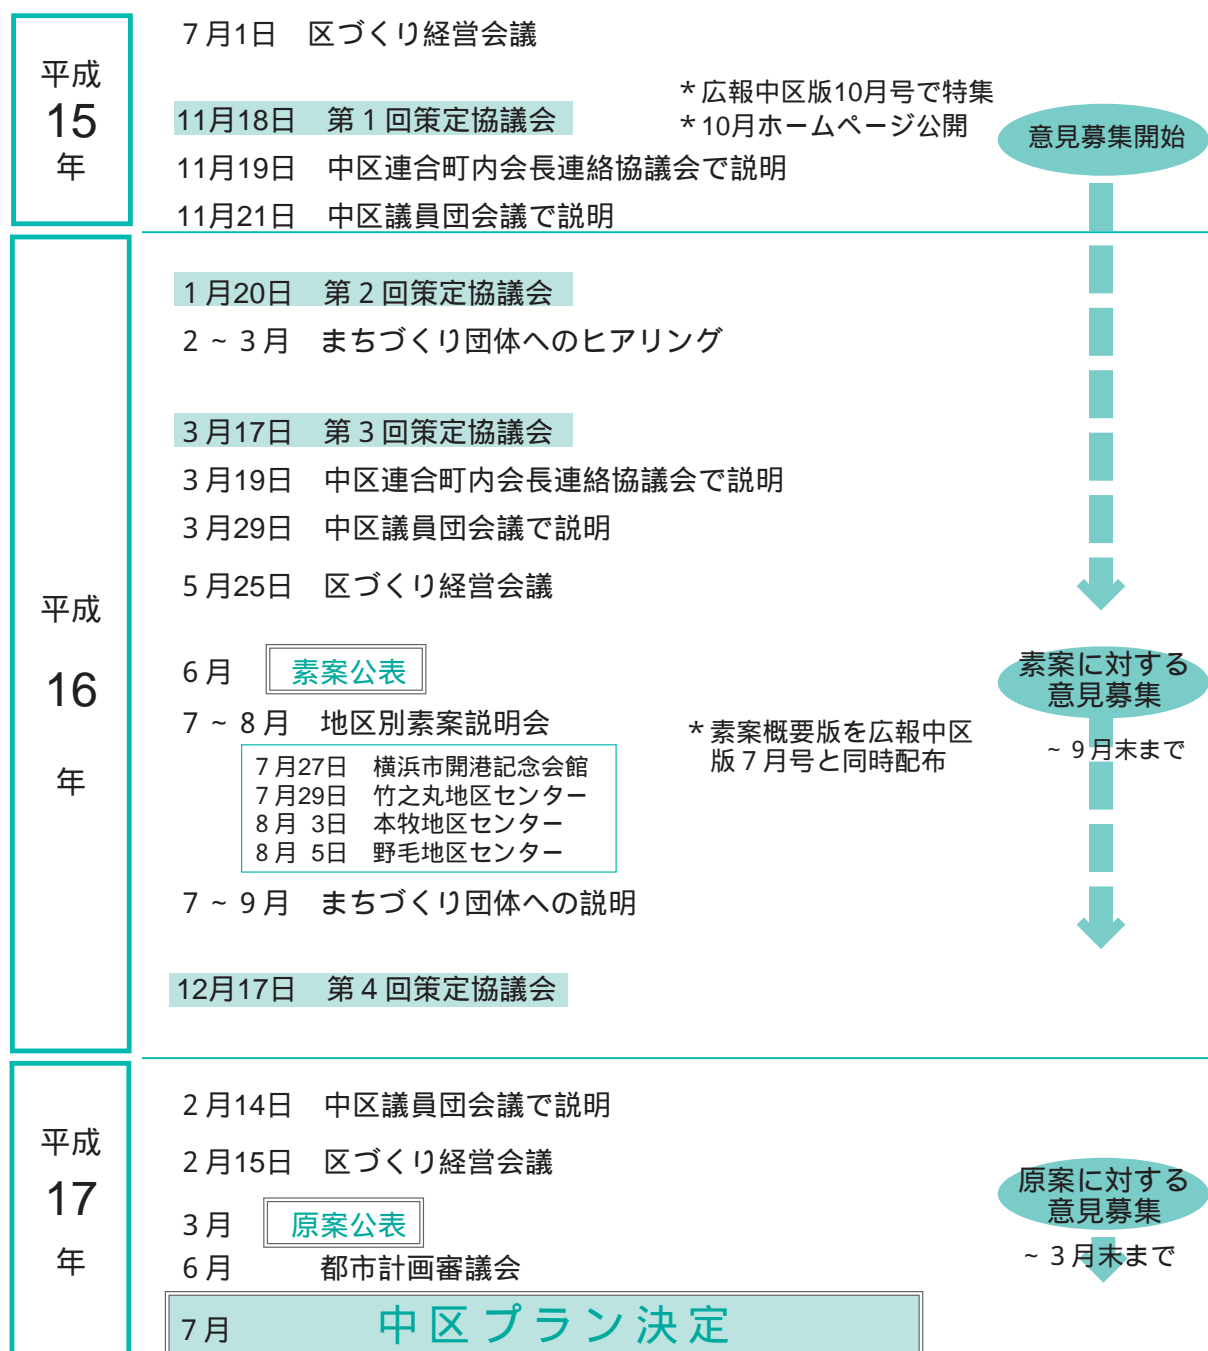 平成
15
年
7月1日 区づくり経営会議
11月18日 第1回策定協議会
11月19日 中区連合町内会長連絡協議会で説明
11月21日 中区議員団会議で説明
*広報中区版10月号で特集
*10月ホームページ公開
意見募集開始
平成
16
年
1月20日 第2回策定協議会
2~3月 まちづくり団体へのヒアリング
3月17日 第3回策定協議会
3月19日 中区連合町内会長連絡協議会で説明
3月29日 中区議員団会議で説明
5月25日 区づくり経営会議
6月 素案公表
7~8月 地区別素案説明会
7月27日 横浜市開港記念会館
7月29日 竹之丸地区センター
8月 3日 本牧地区センター
8月 5日 野毛地区センター
*素案概要版を広報中区
版7月号と同時配布
素案に対する
意見募集
~9月末まで
7~9月 まちづくり団体への説明
12月17日 第4回策定協議会
平成
17
年
2月14日 中区議員団会議で説明
2月15日 区づくり経営会議
3月 原案公表
6月 都市計画審議会
7月 中区プラン決定
原案に対する
意見募集
~3月末まで